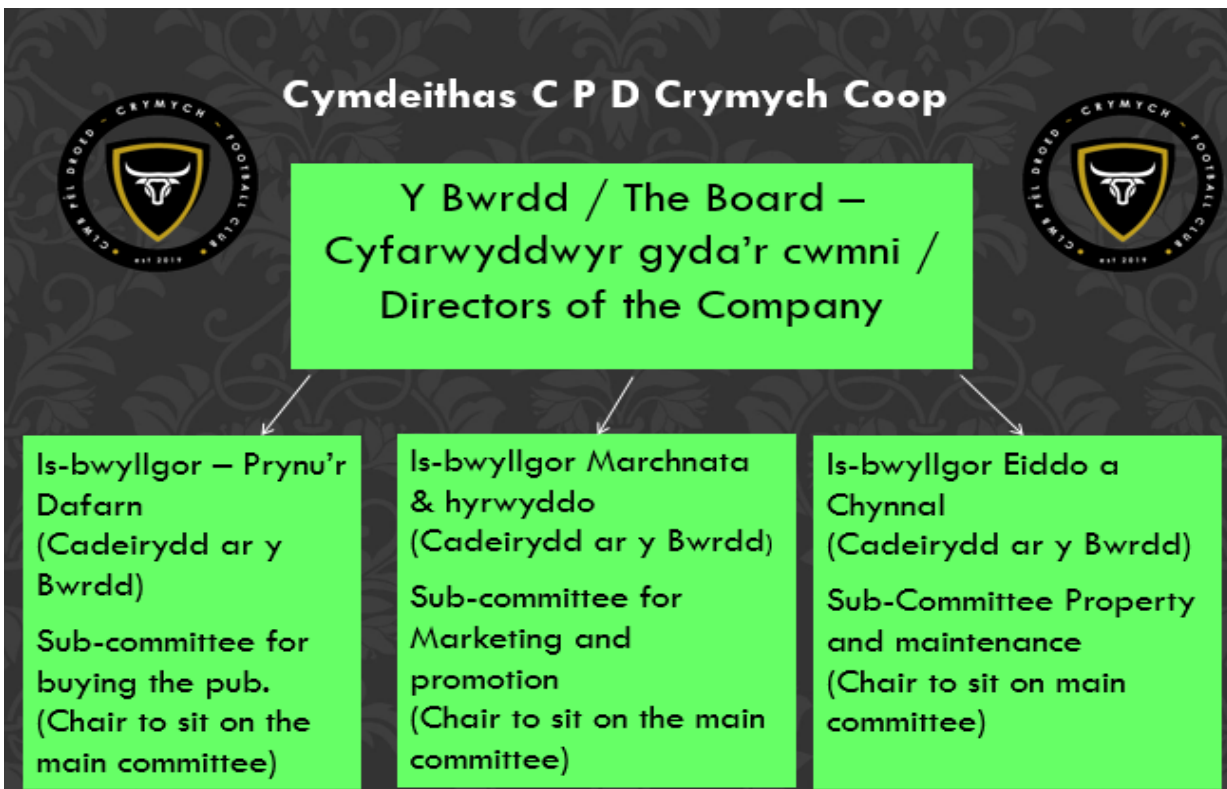 Cymdeithas C P D Crymych Coop
CLWB PÊL DROED ~ CRYMYCH ~ FOOTBALL CLUB
est 2019
CLWB PÊL DROED ~ CRYMYCH ~ FOOTBALL CLUB
est 2019
Y Bwrdd / The Board –
Cyfarwyddwyr gyda’r cwmni /
Directors of the Company
Is-bwyllgor – Prynu’r
Dafarn
(Cadeirydd ar y
Bwrdd)
Sub-committee for
buying the pub.
(Chair to sit on the
main committee)
Is-bwyllgor Marchnata
& hyrwyddo
(Cadeirydd ar y Bwrdd)
Sub-committee for
Marketing and
promotion
(Chair to sit on the main
committee)
Is-bwyllgor Eiddo a
Chynnal
(Cadeirydd ar y Bwrdd)
Sub-Committee Property
and maintenance
(Chair to sit on main
committee)